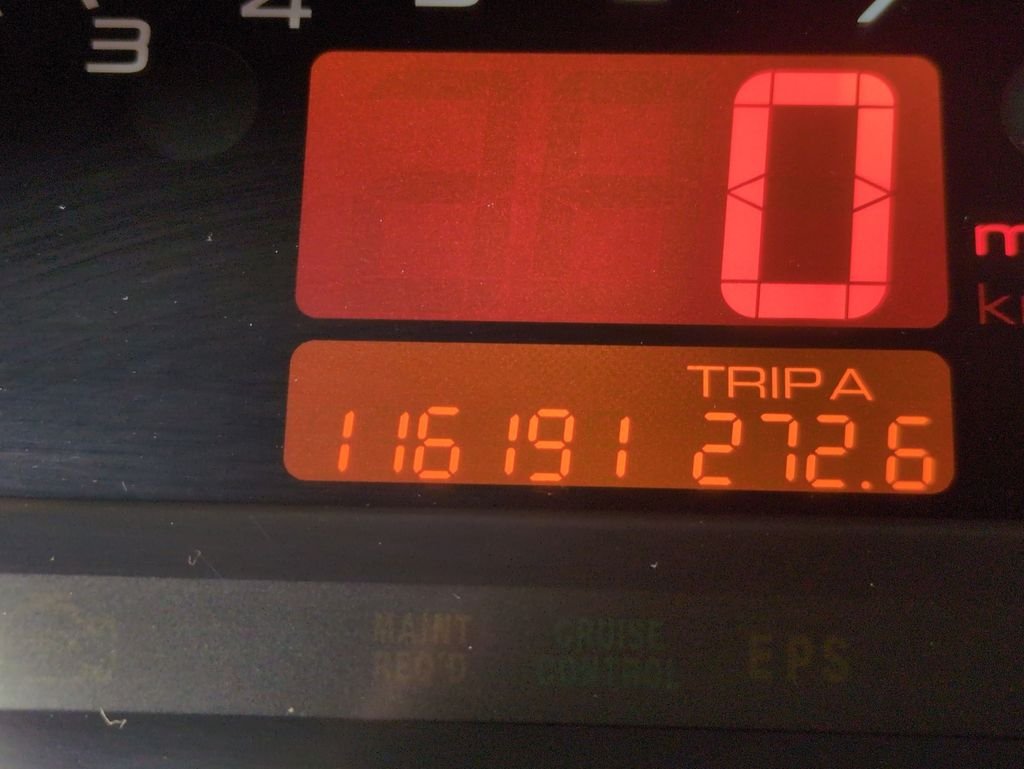 3 4
0
m
k
TRIP A
116191 272.6
MAINT CRUISE EPS
REQ'D CONTROL